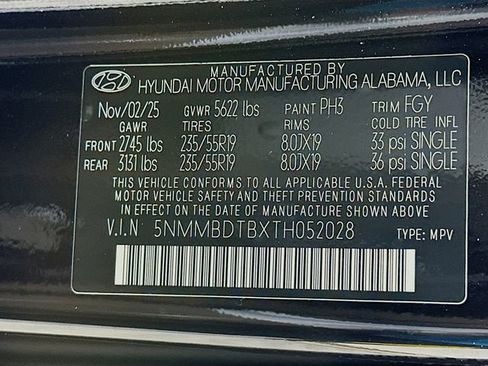 MANUFACTURED BY
HYUNDAI MOTOR MANUFACTURING ALABAMA, LLC
Nov/02/25 GVWR 5622 lbs PAINT PH3 TRIM FGY
GAWR TIRES RIMS COLD TIRE INFL
FRONT 2745 lbs 235/55R19 8.0JX19 33 psi SINGLE
REAR 3131 lbs 235/55R19 8.0JX19 36 psi SINGLE
THIS VEHICLE CONFORMS TO ALL APPLICABLE U.S.A. FEDERAL
MOTOR VEHICLE SAFETY AND THEFT PREVENTION STANDARDS
IN EFFECT ON THE DATE OF MANUFACTURE SHOWN ABOVE.
V.I.N 5NMMBDTBXTH052028 TYPE: MPV